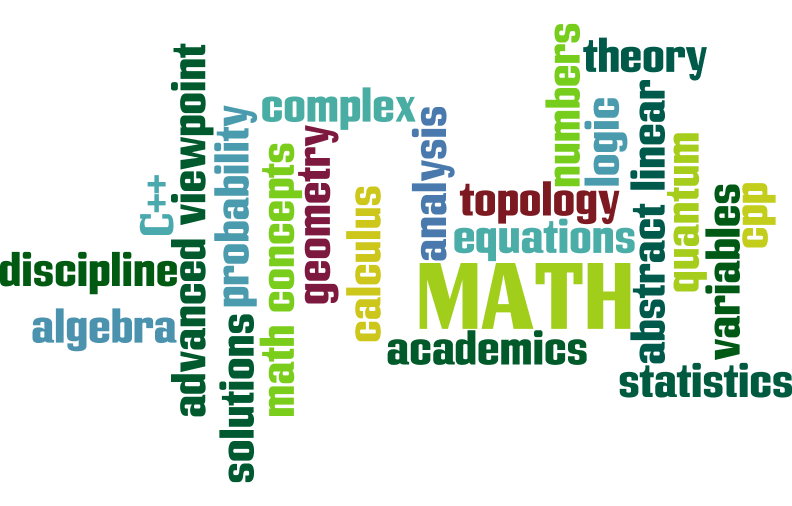 numbers
theory
advanced viewpoint
complex
linear
logic
probability
analysis
geometry
quantum
math concepts
C++
topology
cpp
calculus
variables
abstract
equations
discipline
MATH
algebra
solutions
academics
statistics